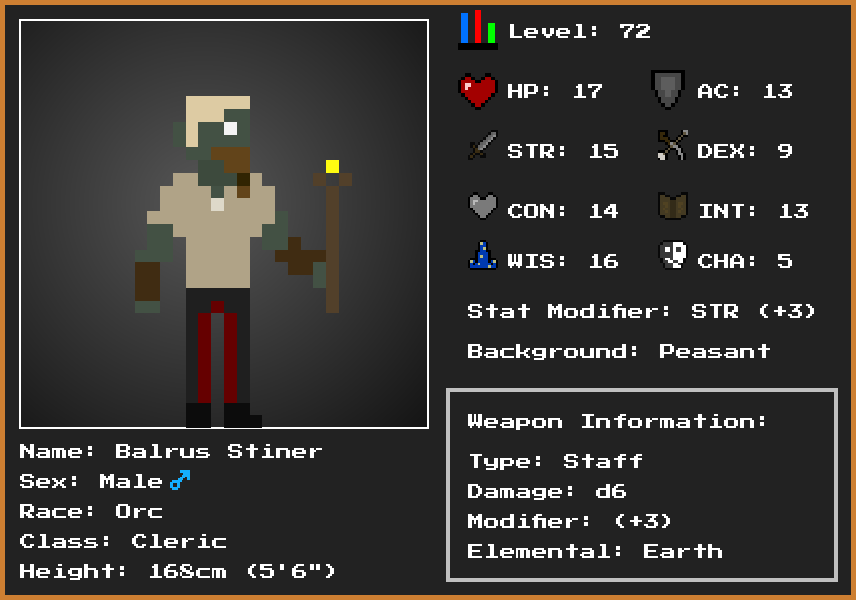 Level: 72
HP: 17 AC: 13
STR: 15 DEX: 9
CON: 14 INT: 13
WIS: 16 CHA: 5
Stat Modifier: STR (+3)
Background: Peasant
Weapon Information:
Type: Staff
Damage: d6
Modifier: (+3)
Elemental: Earth
Name: Balrus Stiner
Sex: Male♂
Race: Orc
Class: Cleric
Height: 168cm (5'6")